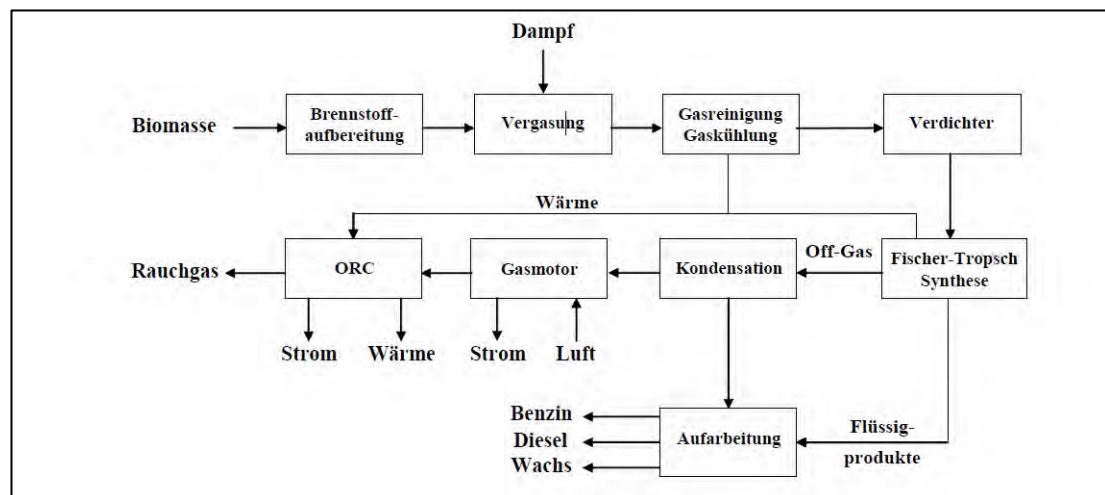 Dampf
Biomasse
Brennstoff-
aufbereitung
Vergasung
Gasreinigung
Gaskühlung
Verdichter
Wärme
Rauchgas
ORC
Gasmotor
Kondensation
Off-Gas
Fischer-Tropsch
Synthese
Strom
Wärme
Strom
Luft
Benzin
Diesel
Wachs
Aufarbeitung
Flüssig-
produkte